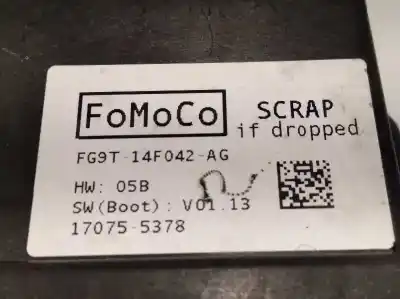 FoMoCo
SCRAP
if dropped
FG9T-14F042-AG
HW: 05B
SW(Boot): V01.13
17075-5378